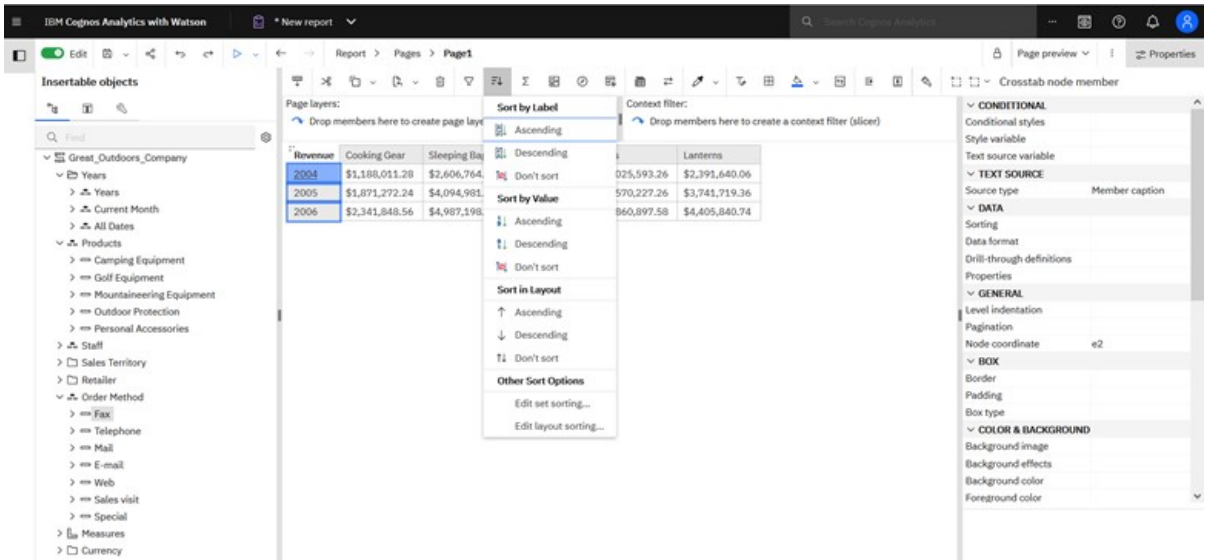 IBM Cognos Analytics with Watson
* New report
Search Cognos Analytics
Edit
Report > Pages > Page1
Page preview
Properties
Insertable objects
Find
Great_Outdoors_Company
Years
Years
Current Month
All Dates
Products
Camping Equipment
Golf Equipment
Mountaineering Equipment
Outdoor Protection
Personal Accessories
Staff
Sales Territory
Retailer
Order Method
Fax
Telephone
Mail
E-mail
Web
Sales visit
Special
Measures
Currency
Page layers:
Drop members here to create page laye
Context filter:
Drop members here to create a context filter (slicer)
Revenue Cooking Gear Sleeping Ba Lanterns
2004 $1,188,011.28 $2,606,764. 025,593.26 $2,391,640.06
2005 $1,871,272.24 $4,094,981. 570,227.26 $3,741,719.36
2006 $2,341,848.56 $4,987,198. 860,897.58 $4,405,840.74
Sort by Label
Ascending
Descending
Don't sort
Sort by Value
Ascending
Descending
Don't sort
Sort in Layout
Ascending
Descending
Don't sort
Other Sort Options
Edit set sorting...
Edit layout sorting...
Crosstab node member
CONDITIONAL
Conditional styles
Style variable
Text source variable
TEXT SOURCE
Source type Member caption
DATA
Sorting
Data format
Drill-through definitions
Properties
GENERAL
Level indentation
Pagination
Node coordinate e2
BOX
Border
Padding
Box type
COLOR & BACKGROUND
Background image
Background effects
Background color
Foreground color